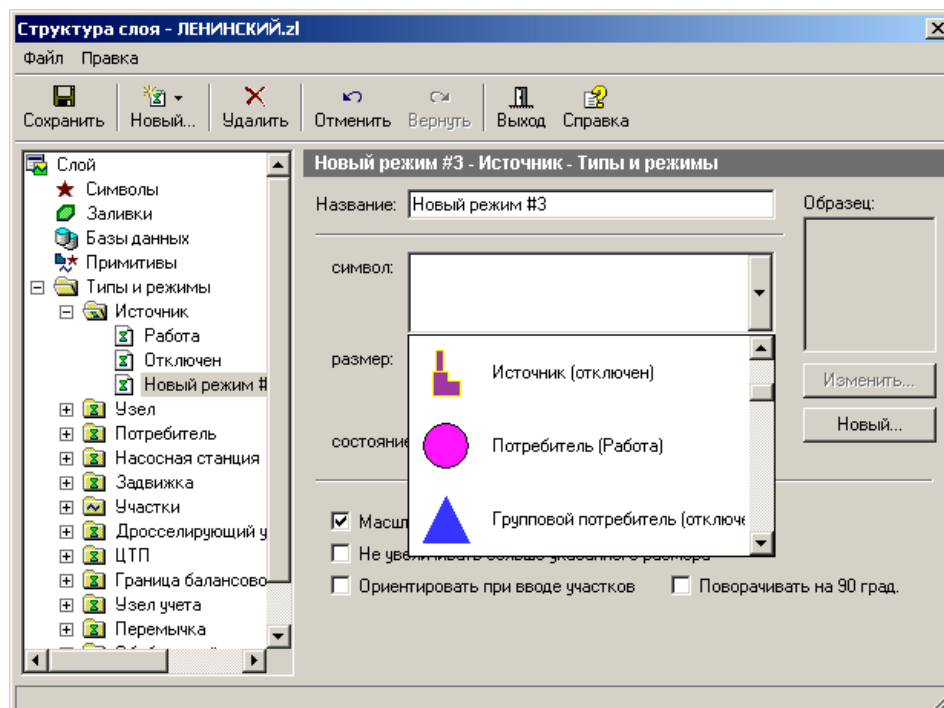 Структура слоя - ЛЕНИНСКИЙ.zl
Файл Правка
Сохранить Новый... Удалить Отменить Вернуть Выход Справка
Слой
Символы
Заливки
Базы данных
Примитивы
Типы и режимы
Источник
Работа
Отключен
Новый режим #
Узел
Потребитель
Насосная станция
Задвижка
Участки
Дросселирующий у
ЦТП
Граница балансово
Узел учета
Перемычка
Новый режим #3 - Источник - Типы и режимы
Название: Новый режим #3
Образец:
символ:
размер:
Источник (отключен)
Изменить...
Новый...
состояние
Потребитель (Работа)
Групповой потребитель (отключе
Масш
Не увеличивать больше указанного размера
Ориентировать при вводе участков Поворачивать на 90 град.